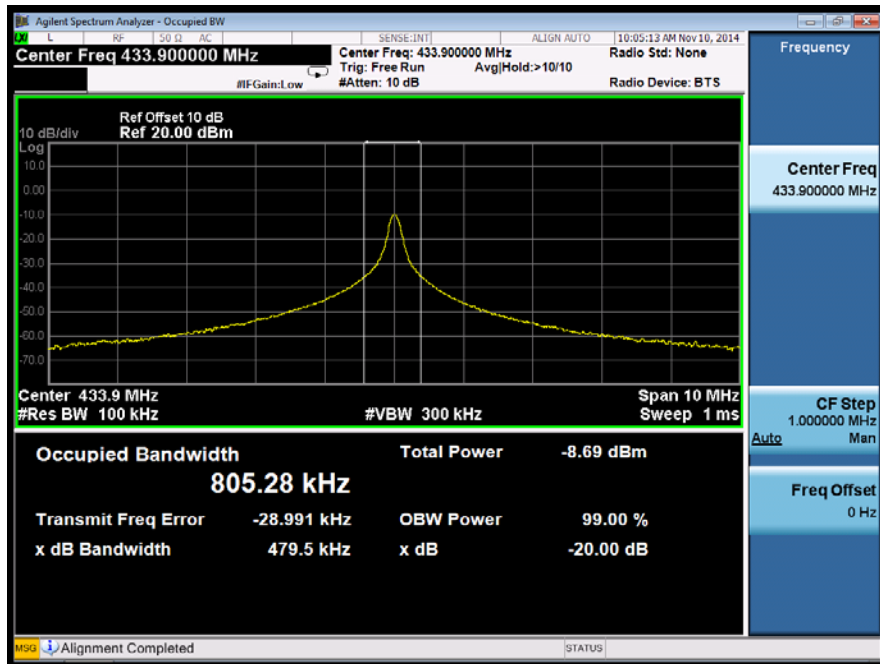 Agilent Spectrum Analyzer - Occupied BW
LXI L RF 50 Ω AC SENSE:INT ALIGN AUTO 10:05:13 AM Nov 10, 2014
Center Freq 433.900000 MHz
Center Freq: 433.900000 MHz Radio Std: None
Trig: Free Run Avg|Hold:>10/10
#IFGain:Low #Atten: 10 dB Radio Device: BTS
Frequency
Ref Offset 10 dB
10 dB/div Ref 20.00 dBm
Log
10.0
0.00
-10.0
-20.0
-30.0
-40.0
-50.0
-60.0
-70.0
Center 433.9 MHz Span 10 MHz
#Res BW 100 kHz #VBW 300 kHz Sweep 1 ms
Center Freq
433.900000 MHz
CF Step
1.000000 MHz
Auto Man
Freq Offset
0 Hz
Occupied Bandwidth Total Power -8.69 dBm
805.28 kHz
Transmit Freq Error -28.991 kHz OBW Power 99.00 %
x dB Bandwidth 479.5 kHz x dB -20.00 dB
MSG Alignment Completed STATUS